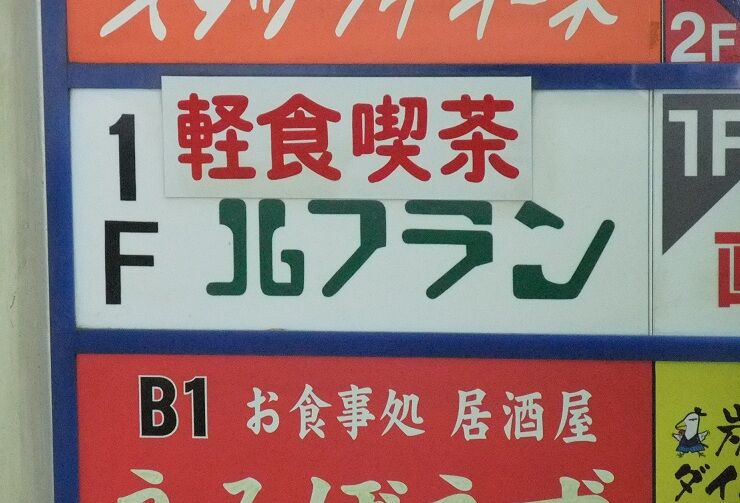 2F
1F
軽食喫茶
ルフラン
1F
B1
お食事処 居酒屋